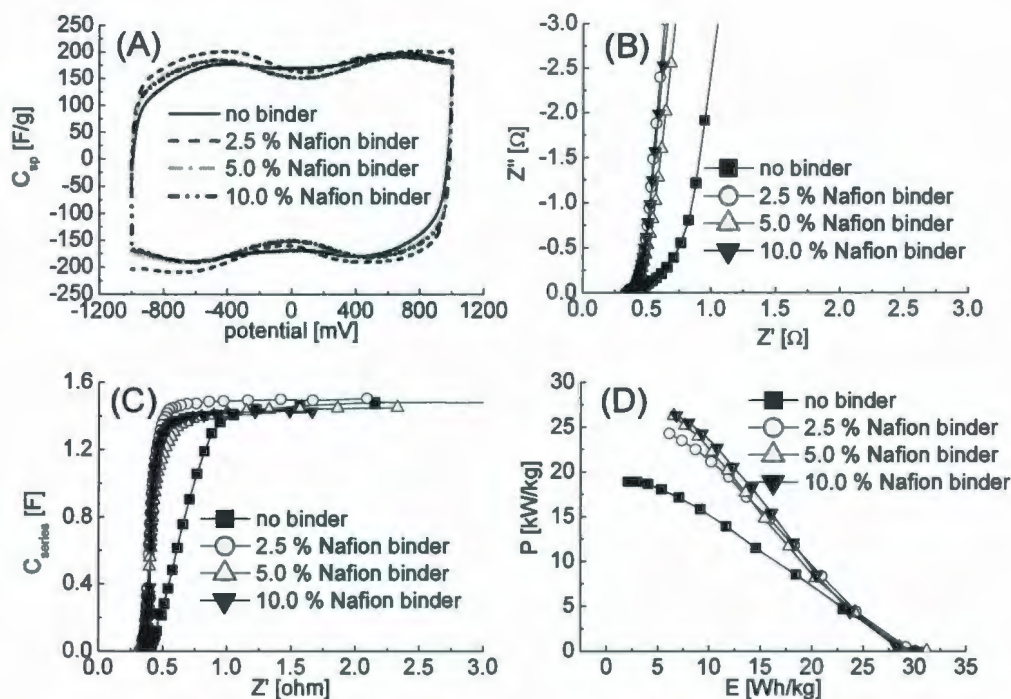 (A)
C_sp [F/g]
250
200
150
100
50
0
-50
-100
-150
-200
250
no binder
2.5 % Nafion binder
5.0 % Nafion binder
10.0 % Nafion binder
-1200 -800 -400 0 400 800 1200
potential [mV]
(B)
Z'' [Ω]
-3.0
-2.5
-2.0
-1.5
-1.0
-0.5
0.0
no binder
2.5 % Nafion binder
5.0 % Nafion binder
10.0 % Nafion binder
0.0 0.5 1.0 1.5 2.0 2.5 3.0
Z' [Ω]
(C)
C_series [F]
1.6
1.2
0.8
0.4
0.0
no binder
2.5 % Nafion binder
5.0 % Nafion binder
10.0 % Nafion binder
0.0 0.5 1.0 1.5 2.0 2.5 3.0
Z' [ohm]
(D)
P [kW/kg]
40
35
30
25
20
15
10
5
0
no binder
2.5 % Nafion binder
5.0 % Nafion binder
10.0 % Nafion binder
0 5 10 15 20 25 30 35
E [Wh/kg]